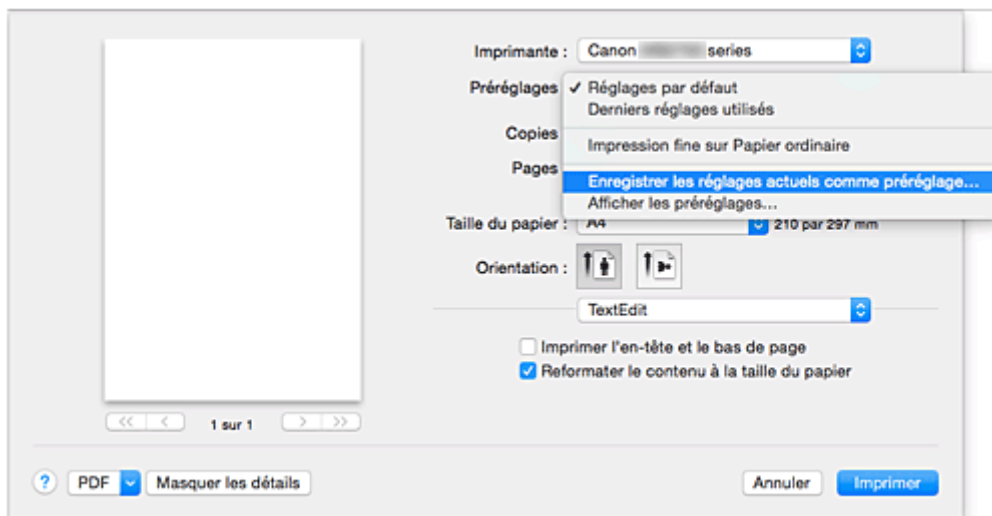 Imprimante : Canon series
Préréglages ✓ Réglages par défaut
Derniers réglages utilisés
Copies
Impression fine sur Papier ordinaire
Pages
Enregistrer les réglages actuels comme préréglage...
Afficher les préréglages...
Taille du papier : A4 210 par 297 mm
Orientation :
TextEdit
Imprimer l'en-tête et le bas de page
Reformater le contenu à la taille du papier
<< < 1 sur 1 > >>
? PDF Masquer les détails Annuler Imprimer